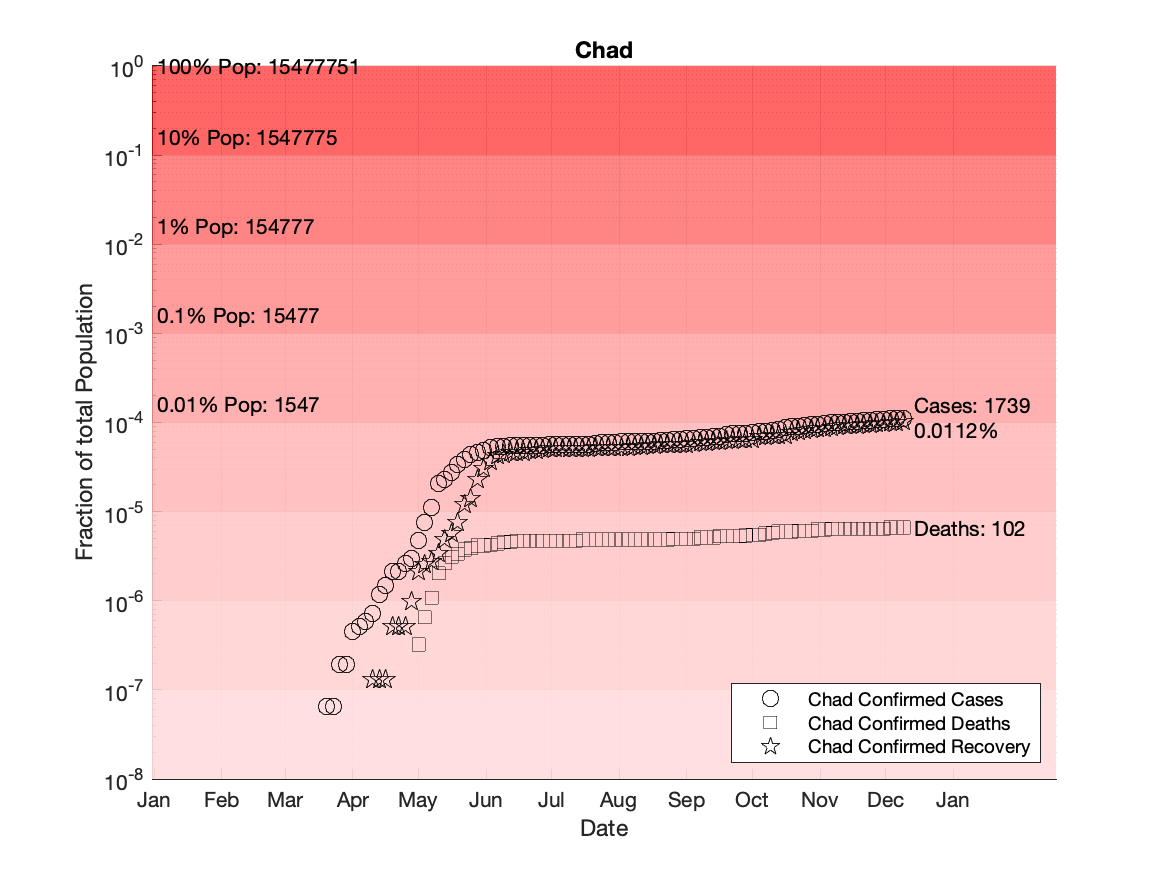 Chad
10^0
100% Pop: 15477751
10% Pop: 1547775
10^-1
1% Pop: 154777
10^-2
0.1% Pop: 15477
10^-3
0.01% Pop: 1547
10^-4
Cases: 1739
0.0112%
10^-5
Deaths: 102
10^-6
10^-7
10^-8
Fraction of total Population
Chad Confirmed Cases
Chad Confirmed Deaths
Chad Confirmed Recovery
Jan Feb Mar Apr May Jun Jul Aug Sep Oct Nov Dec Jan
Date